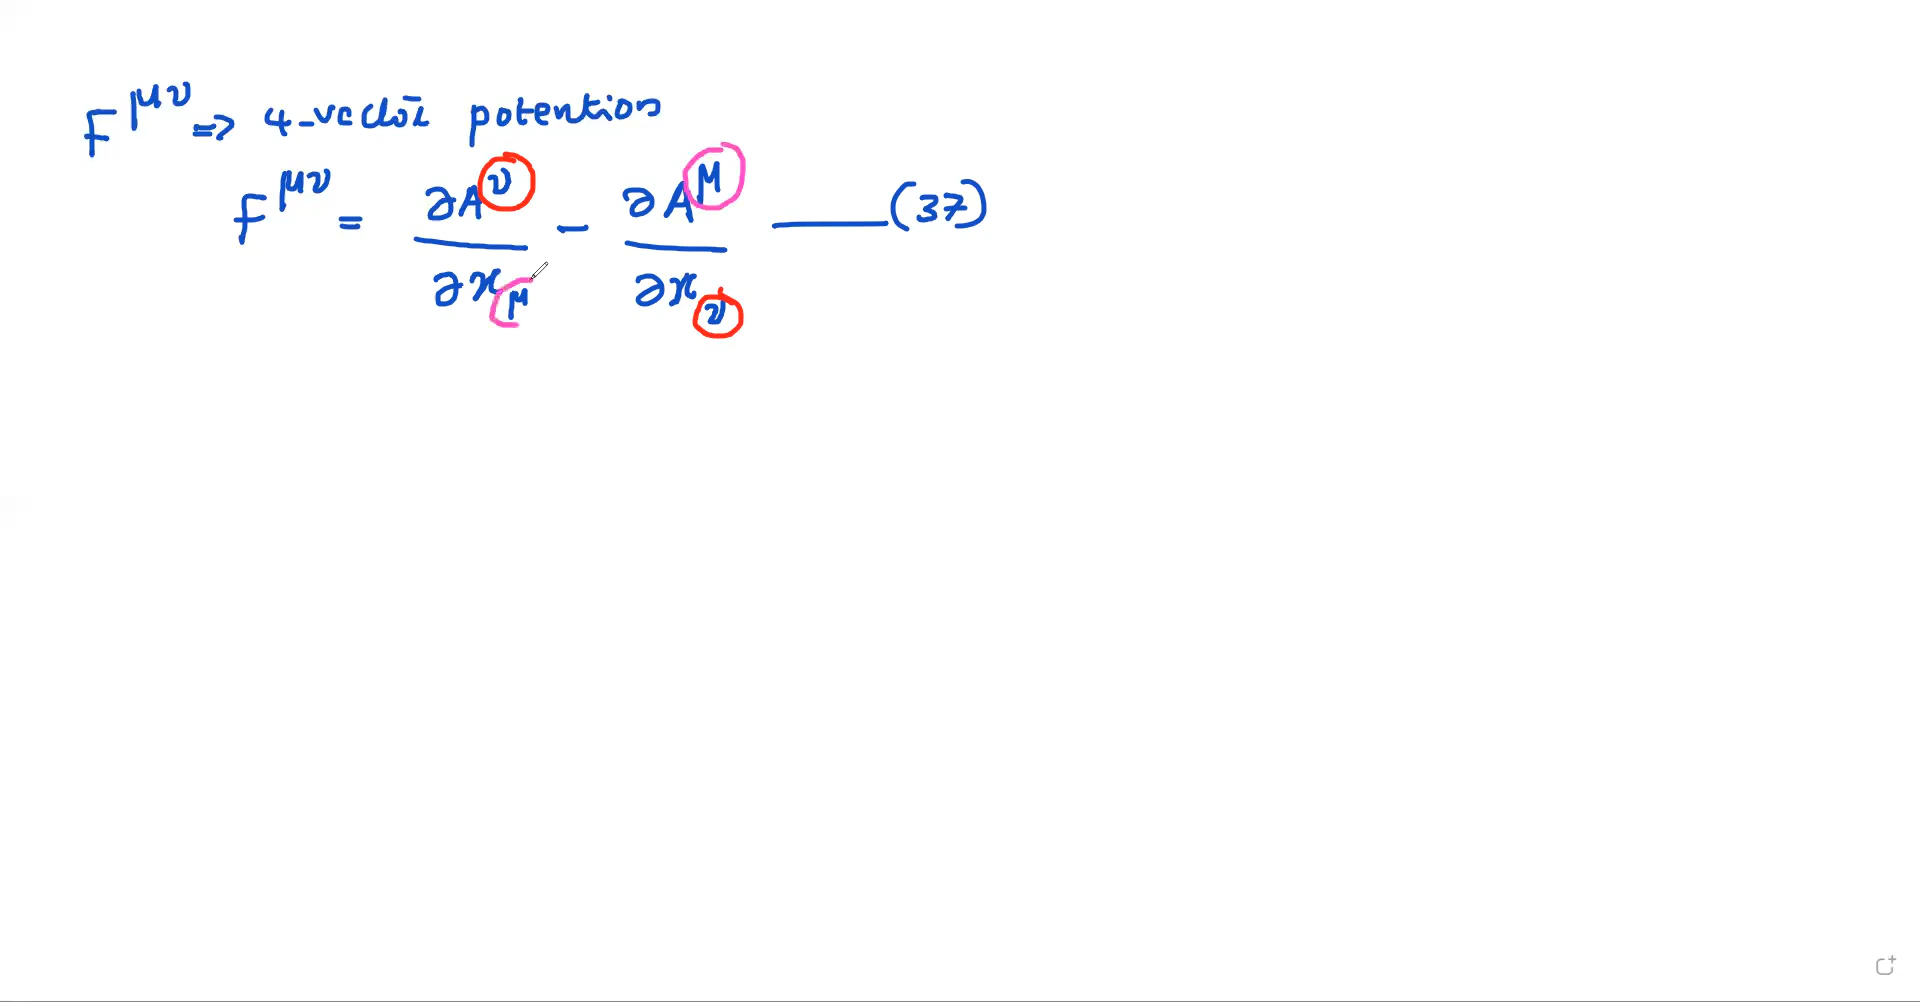 F^{μν} => 4-vector potention
F^{μν} = ∂A^ν/∂x_μ - ∂A^μ/∂x_ν ——— (37)